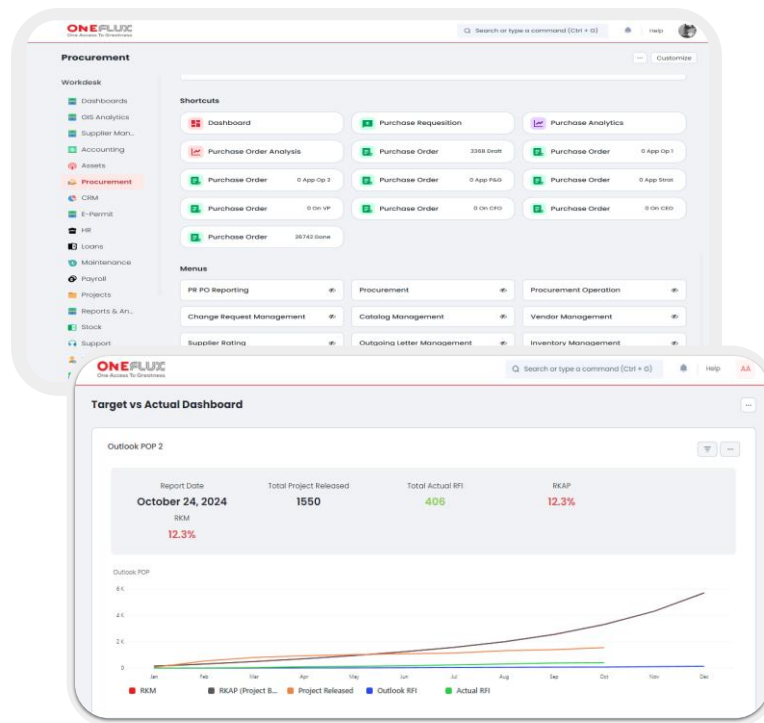 ONEFLUX
One Access To Greatness
Search or type a command (Ctrl + G)
Help
Procurement
Customize
Workdesk
Dashboards
GIS Analytics
Supplier Man...
Accounting
Assets
Procurement
CRM
E-Permit
HR
Loans
Maintenance
Payroll
Projects
Reports & An...
Stock
Support
Shortcuts
Dashboard
Purchase Requesition
Purchase Analytics
Purchase Order Analysis
Purchase Order 3368 Draft
Purchase Order 0 App Op 1
Purchase Order 0 App Op 2
Purchase Order 0 App P&G
Purchase Order 0 App Strat
Purchase Order 0 On VP
Purchase Order 0 On CFO
Purchase Order 0 On CEO
Purchase Order 26742 Done
Menus
PR PO Reporting
Procurement
Procurement Operation
Change Request Management
Catalog Management
Vendor Management
Supplier Rating
Outgoing Letter Management
Inventory Management
ONEFLUX
One Access To Greatness
Search or type a command (Ctrl + G)
Help
AA
Target vs Actual Dashboard
Outlook POP 2
Report Date
October 24, 2024
Total Project Released
1550
Total Actual RFI
406
RKAP
12.3%
RKM
12.3%
Outlook POP
6 K
4 K
2 K
0
Jan Feb Mar Apr May Jun Jul Aug Sep Oct Nov Dec
RKM RKAP (Project B... Project Released Outlook RFI Actual RFI